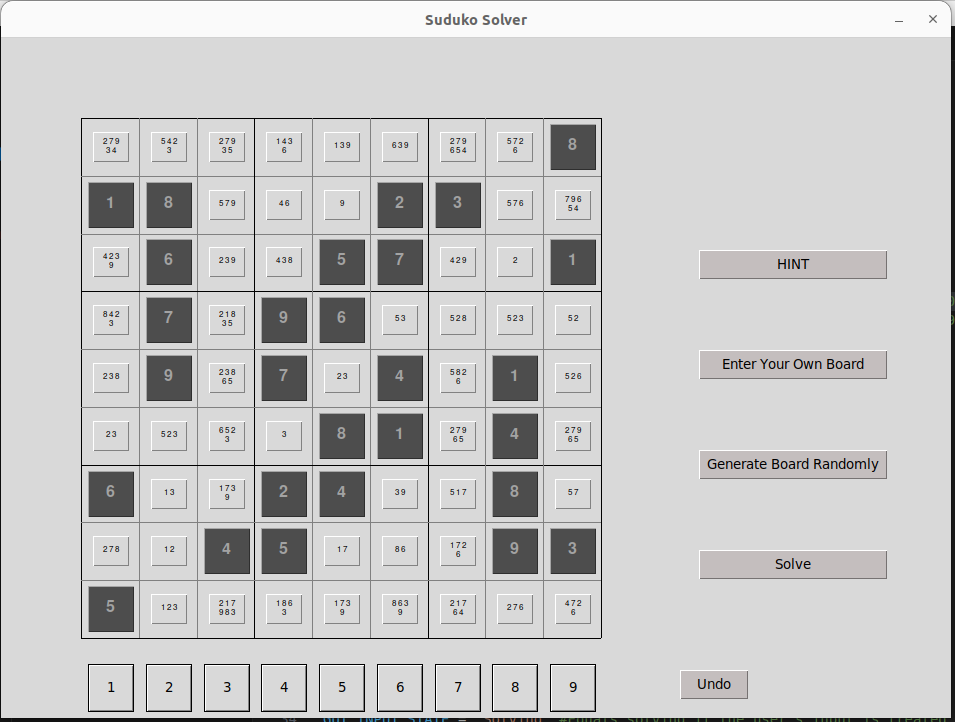 Suduko Solver
279 542 279 143 139 639 279 572 8
34 3 35 6 654 6
1 8 579 46 9 2 3 576 796
54
423 6 239 438 5 7 429 2 1
9
HINT
842 7 218 9 6 53 528 523 52
3 35
238 9 238 7 23 4 582 1 526
65 6
Enter Your Own Board
23 523 652 3 8 1 279 4 279
3 65 65
Generate Board Randomly
6 13 173 2 4 39 517 8 57
9
278 12 4 5 17 86 172 9 3
6
Solve
5 123 217 186 173 863 217 276 472
983 3 9 9 64 6
1 2 3 4 5 6 7 8 9
Undo